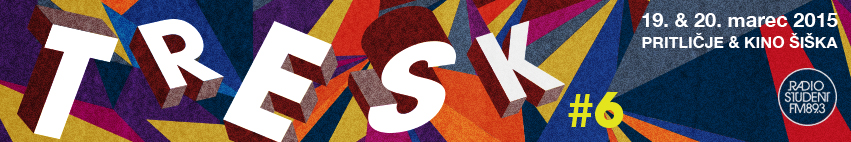 TRESK
#6
19. & 20. marec 2015
PRITLIČJE & KINO ŠIŠKA
RADIO
STUDENT
FM89.3